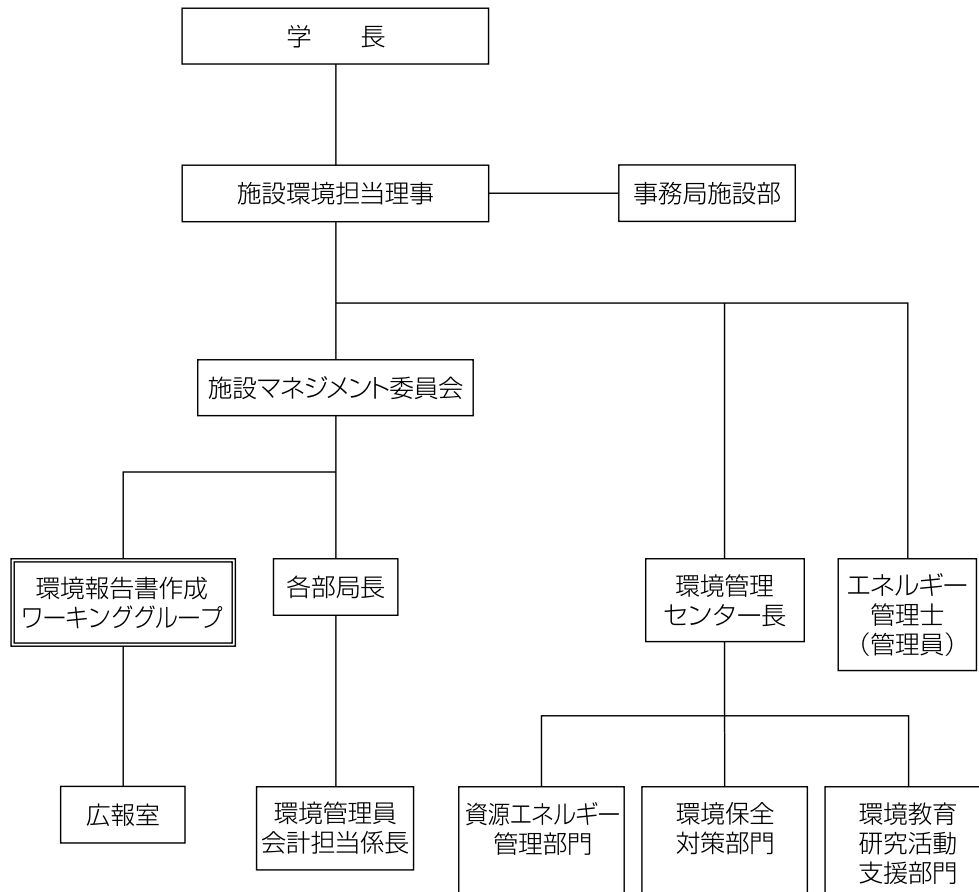 学　長
施設環境担当理事
事務局施設部
施設マネジメント委員会
環境報告書作成
ワーキンググループ
各部局長
環境管理
センター長
エネルギー
管理士
（管理員）
広報室
環境管理員
会計担当係長
資源エネルギー
管理部門
環境保全
対策部門
環境教育
研究活動
支援部門